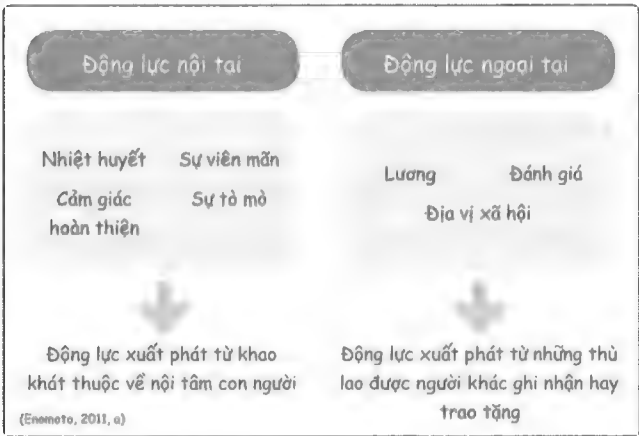 Động lực nội tại
Động lực ngoại tại
Nhiệt huyết
Sự viên mãn
Cảm giác
hoàn thiện
Sự tò mò
Lương
Đánh giá
Địa vị xã hội
Động lực xuất phát từ khao
khát thuộc về nội tâm con người
Động lực xuất phát từ những thù
lao được người khác ghi nhận hay
trao tặng
(Enomoto, 2011, a)